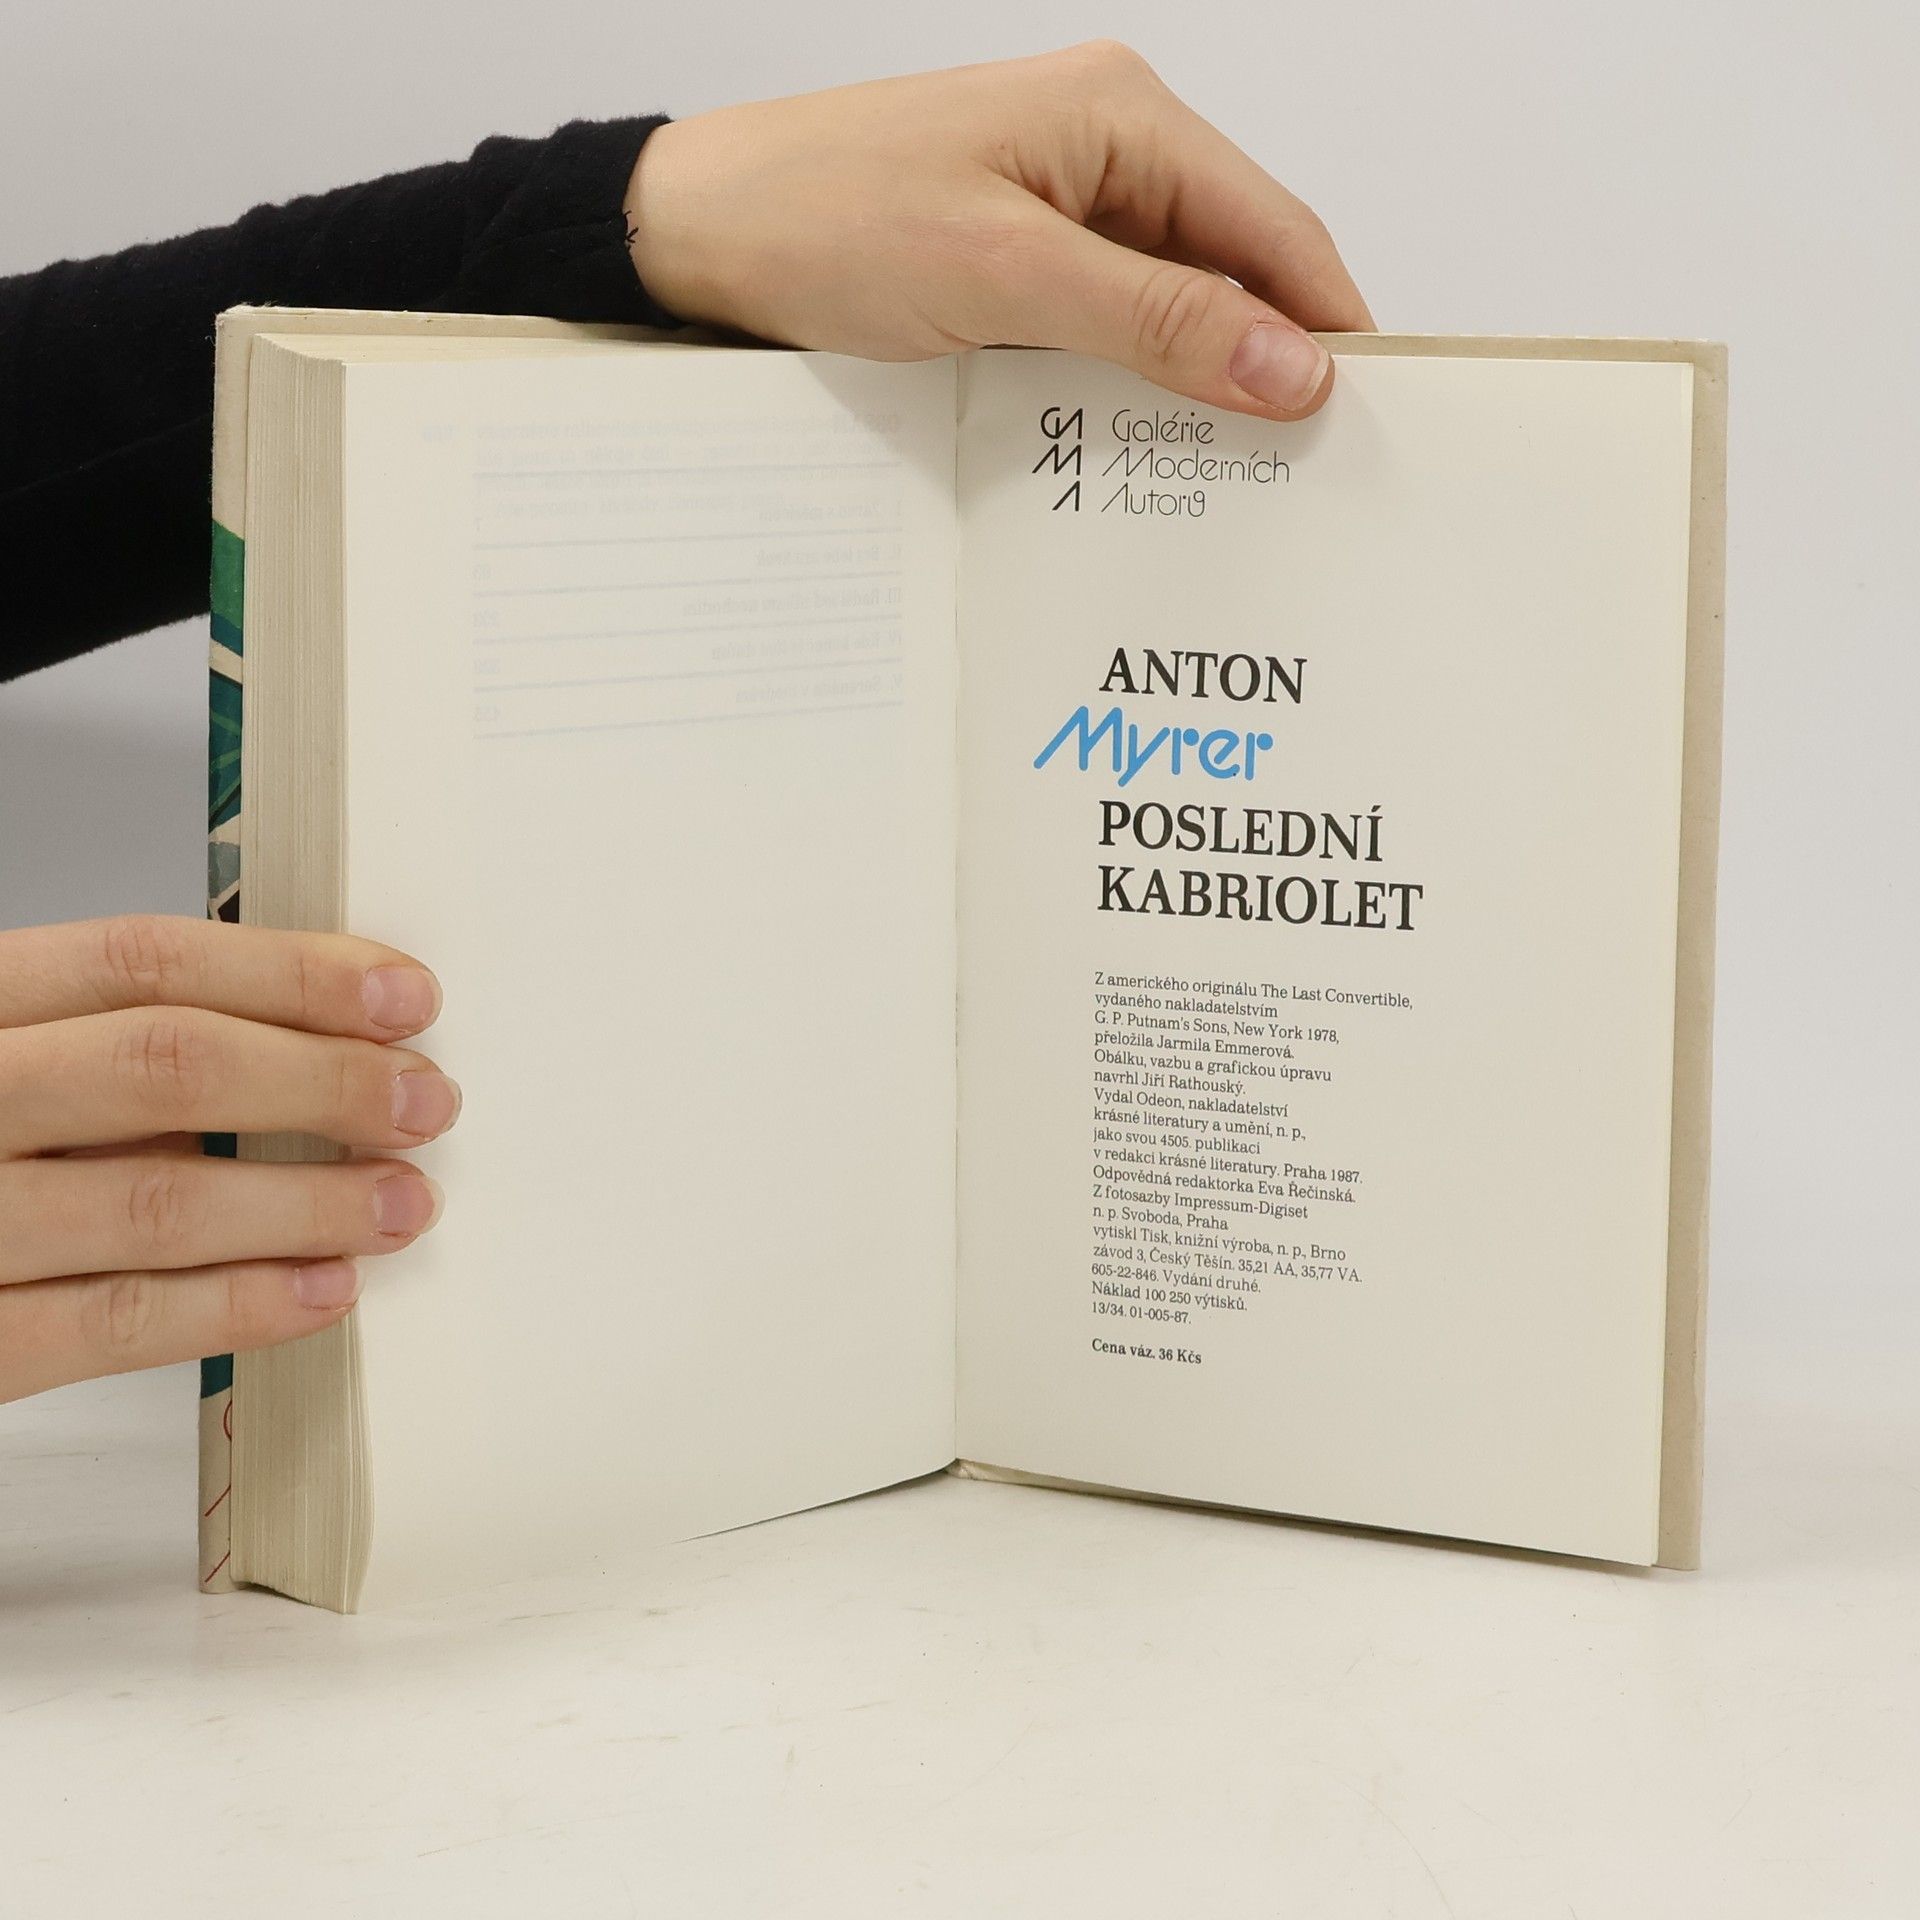 GA
M
A
Galérie
Moderních
Autorů
ANTON
Myrer
POSLEDNÍ
KABRIOLET
Z amerického originálu The Last Convertible,
vydaného nakladatelstvím
G. P. Putnam's Sons, New York 1978,
přeložila Jarmila Emmerová.
Obálku, vazbu a grafickou úpravu
navrhl Jiří Rathouský.
Vydal Odeon, nakladatelství
krásné literatury a umění, n. p.,
jako svou 4505. publikaci
v redakci krásné literatury. Praha 1987.
Odpovědná redaktorka Eva Řečinská.
Z fotosazby Impressum-Digiset
n. p. Svoboda, Praha
vytiskl Tisk, knižní výroba, n. p., Brno
závod 3, Český Těšín. 35,21 AA, 35,77 VA.
605-22-846. Vydání druhé.
Náklad 100 250 výtisků.
13/34. 01-005-87.
Cena váz. 36 Kčs